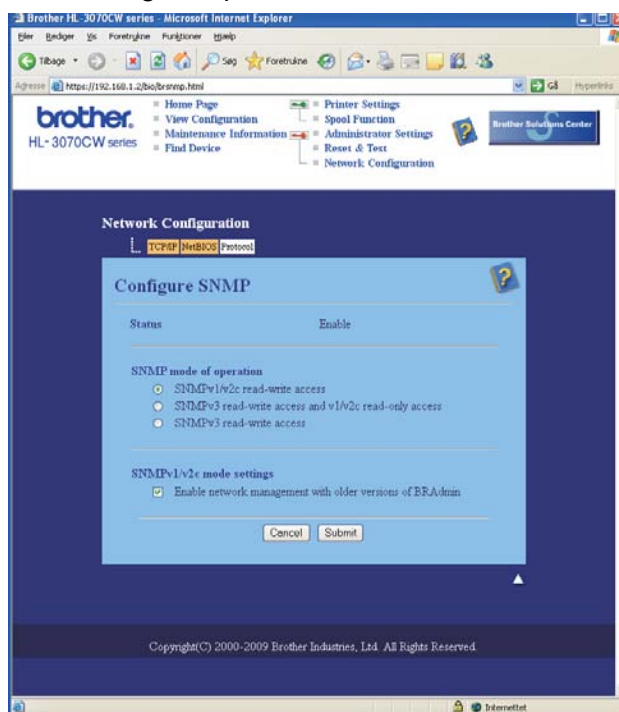 Brother HL-3070CW series - Microsoft Internet Explorer
Filer Rediger Vis Foretrukne Funktioner Hjælp
Tilbage Søg Foretrukne
Adresse https://192.160.1.2/bio/brsnmp.html Gå Hyperlinks
brother.
HL-3070CW series
Home Page
View Configuration
Maintenance Information
Find Device
Printer Settings
Spool Function
Administrator Settings
Reset & Test
Network Configuration
Brother Solutions Center
Network Configuration
TCP/IP NetBIOS Protocol
Configure SNMP
Status Enable
SNMP mode of operation
SNMPv1/v2c read-write access
SNMPv3 read-write access and v1/v2c read-only access
SNMPv3 read-write access
SNMPv1/v2c mode settings
Enable network management with older versions of BRAdmin
Cancel Submit
Copyright(C) 2000-2009 Brother Industries, Ltd. All Rights Reserved.
Internettet